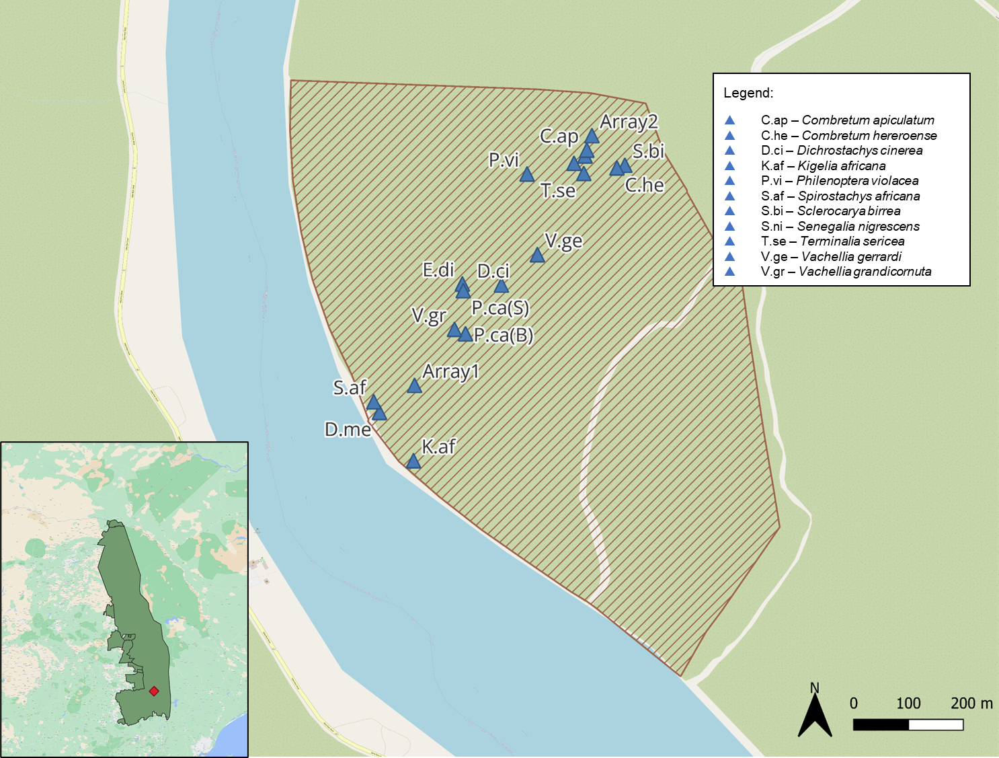 Legend:
C.ap – Combretum apiculatum
C.he – Combretum hereroense
D.ci – Dichrostachys cinerea
K.af – Kigelia africana
P.vi – Philenoptera violacea
S.af – Spirostachys africana
S.bi – Sclerocarya birrea
S.ni – Senegalia nigrescens
T.se – Terminalia sericea
V.ge – Vachellia gerrardi
V.gr – Vachellia grandicornuta
Array2
C.ap
S.bi
P.vi
C.he
T.se
V.ge
E.di
D.ci
P.ca(S)
V.gr
P.ca(B)
Array1
S.af
D.me
K.af
N
0 100 200 m